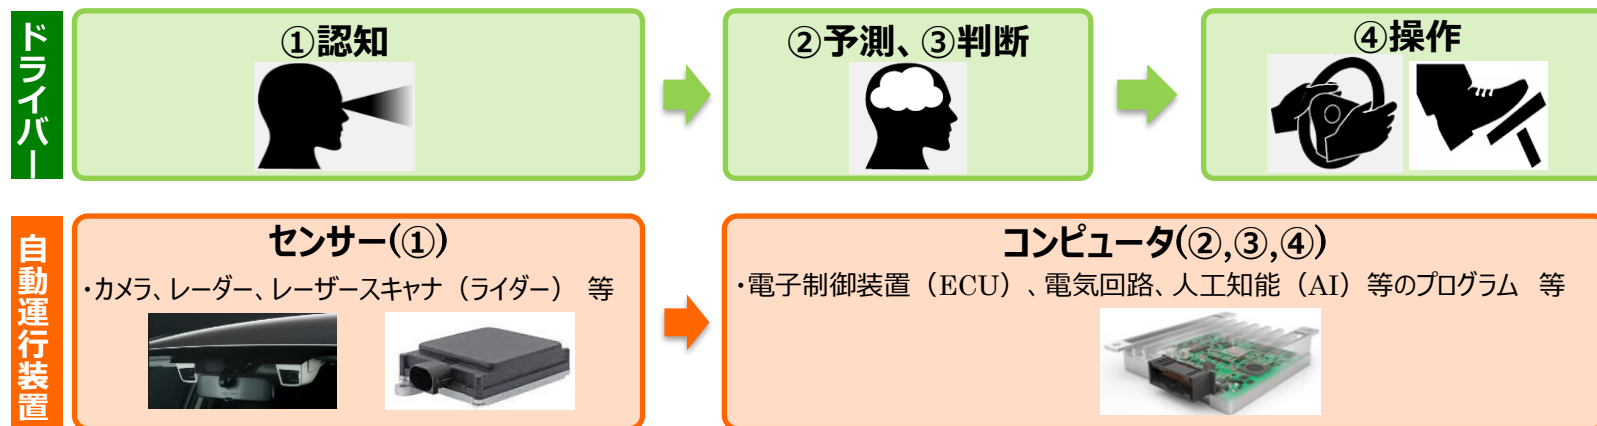 ドライバー
①認知
②予測、③判断
④操作
自動運行装置
センサー(①)
・カメラ、レーダー、レーザースキャナ（ライダー） 等
コンピュータ(②,③,④)
・電子制御装置（ECU）、電気回路、人工知能（AI）等のプログラム 等